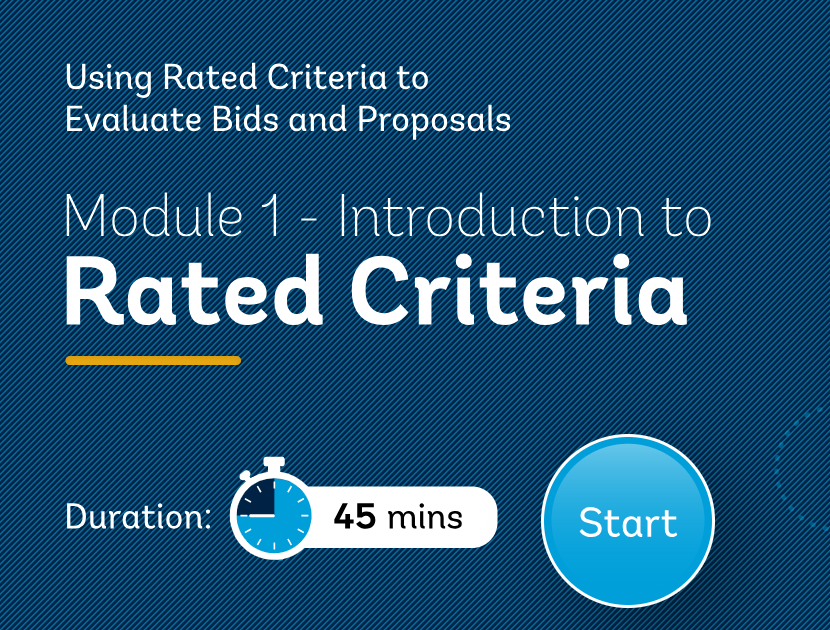 Using Rated Criteria to
Evaluate Bids and Proposals
Module 1 - Introduction to
Rated Criteria
Duration: 45 mins
Start